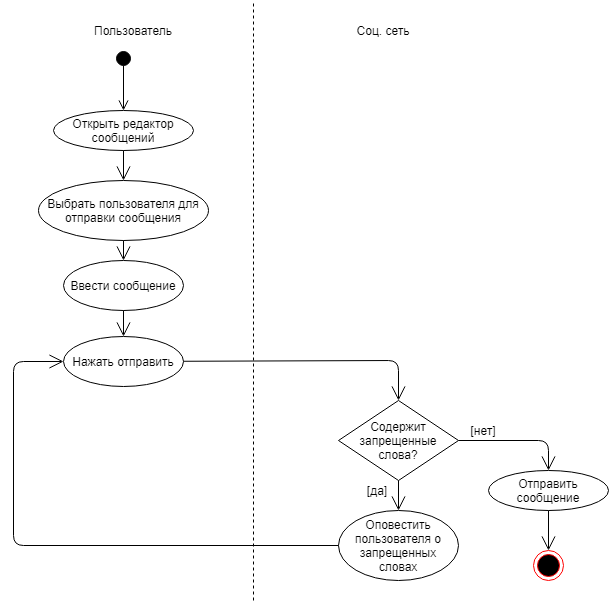 Пользователь
Соц. сеть
Открыть редактор
сообщений
Выбрать пользователя для
отправки сообщения
Ввести сообщение
Нажать отправить
Содержит
запрещенные
слова?
[нет]
[да]
Отправить
сообщение
Оповестить
пользователя о
запрещенных
словах